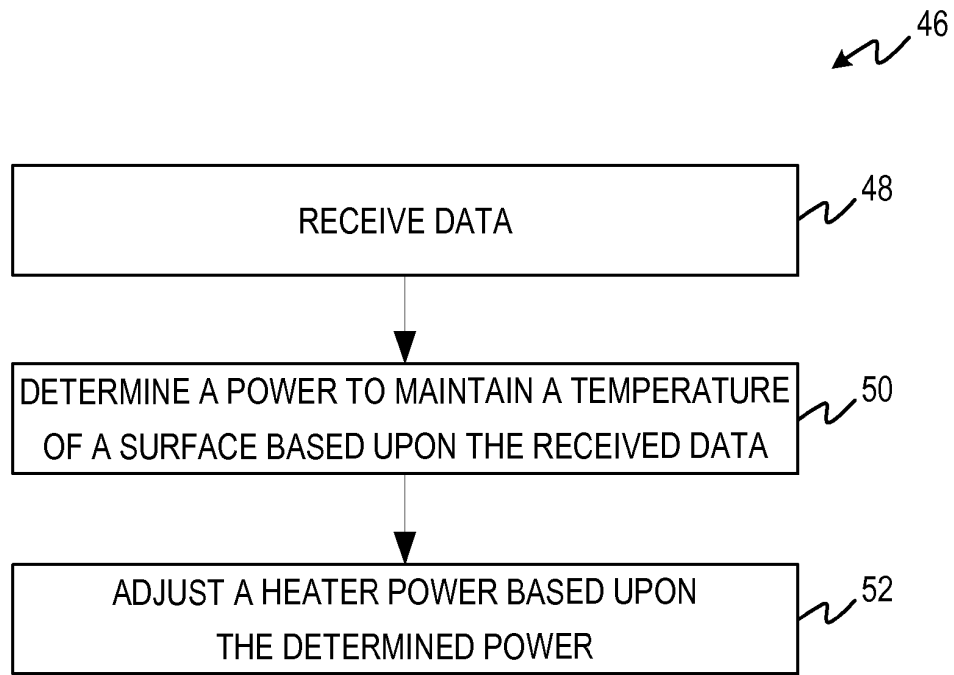 46
RECEIVE DATA
48
DETERMINE A POWER TO MAINTAIN A TEMPERATURE
OF A SURFACE BASED UPON THE RECEIVED DATA
50
ADJUST A HEATER POWER BASED UPON
THE DETERMINED POWER
52